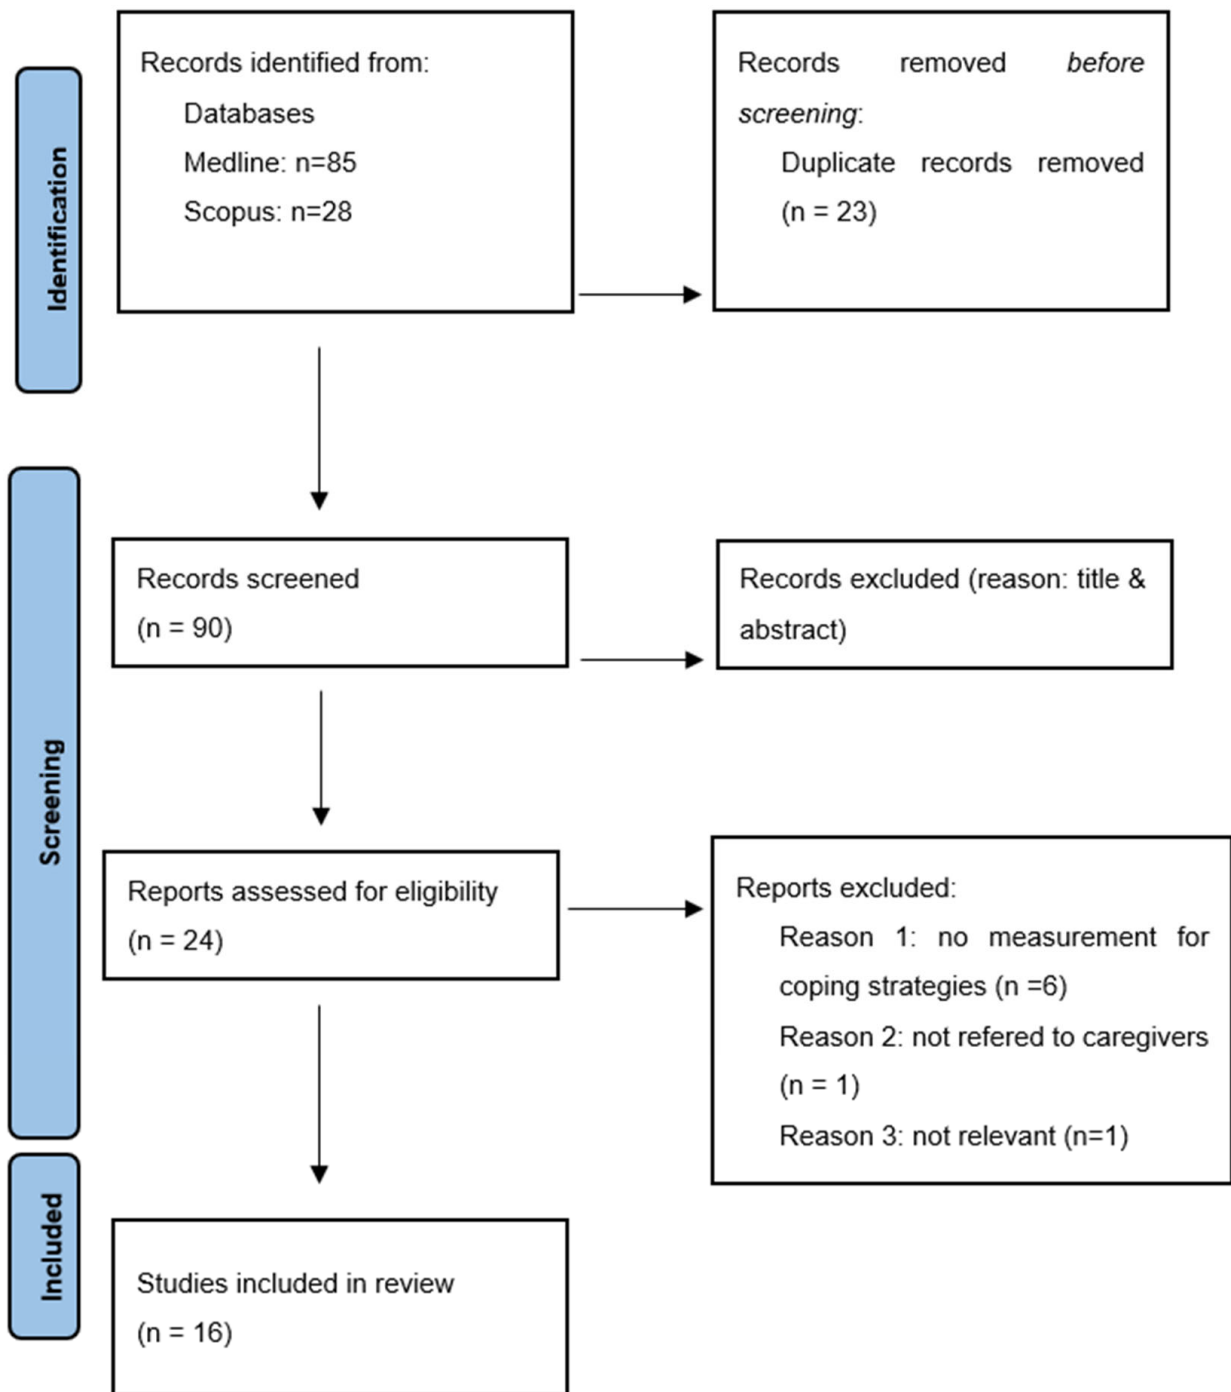 Identification
Records identified from:
Databases
Medline: n=85
Scopus: n=28
Records removed before
screening:
Duplicate records removed
(n = 23)
Screening
Records screened
(n = 90)
Records excluded (reason: title &
abstract)
Reports assessed for eligibility
(n = 24)
Reports excluded:
Reason 1: no measurement for
coping strategies (n =6)
Reason 2: not refered to caregivers
(n = 1)
Reason 3: not relevant (n=1)
Included
Studies included in review
(n = 16)